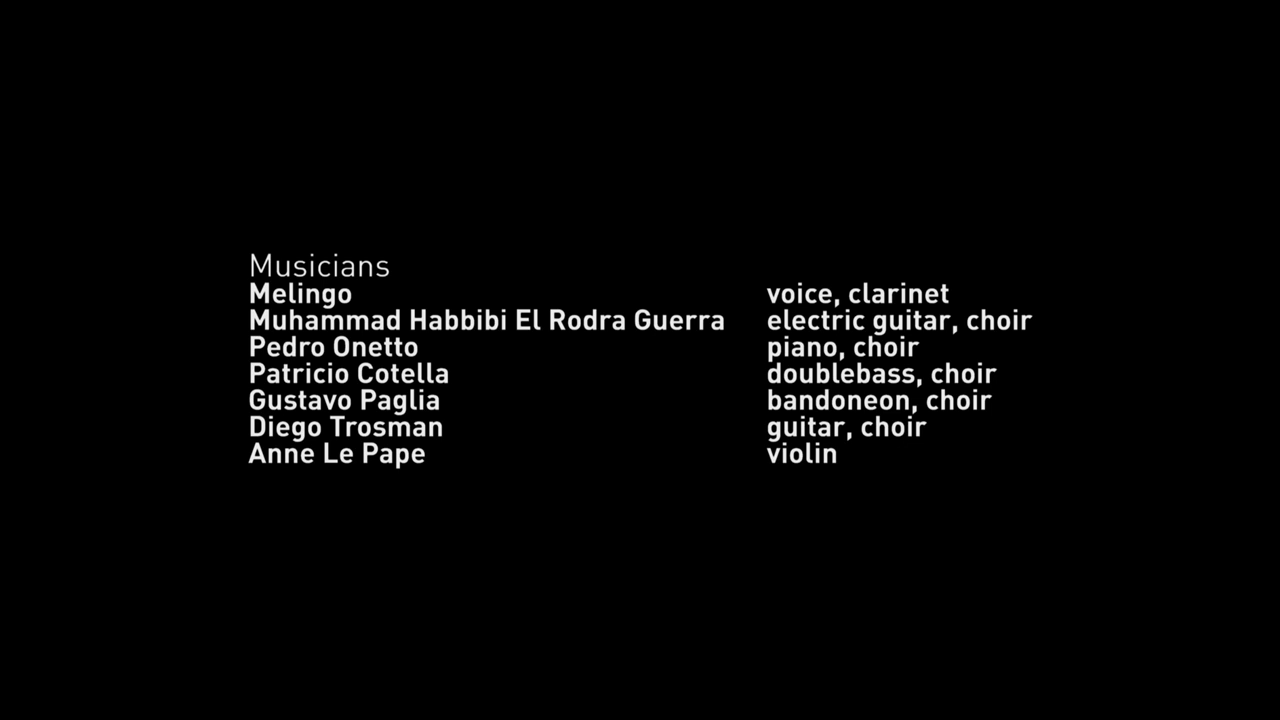 Musicians
Melingo voice, clarinet
Muhammad Habbibi El Rodra Guerra electric guitar, choir
Pedro Onetto piano, choir
Patricio Cotella doublebass, choir
Gustavo Paglia bandoneon, choir
Diego Trosman guitar, choir
Anne Le Pape violin